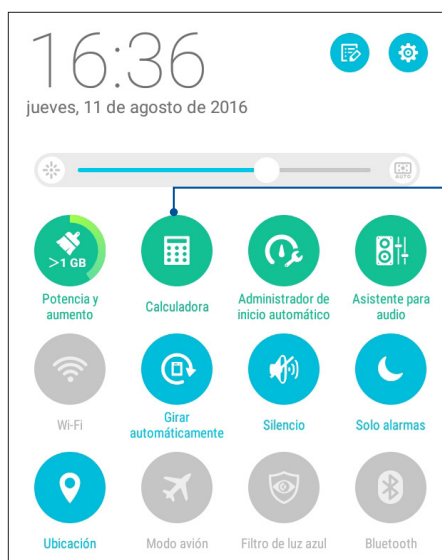 16:36
jueves, 11 de agosto de 2016
AUTO
>1 GB
Potencia y
aumento
Calculadora
Administrador de
inicio automático
Asistente para
audio
Wi-Fi
Girar
automáticamente
Silencio
Solo alarmas
Ubicación
Modo avión
Filtro de luz azul
Bluetooth